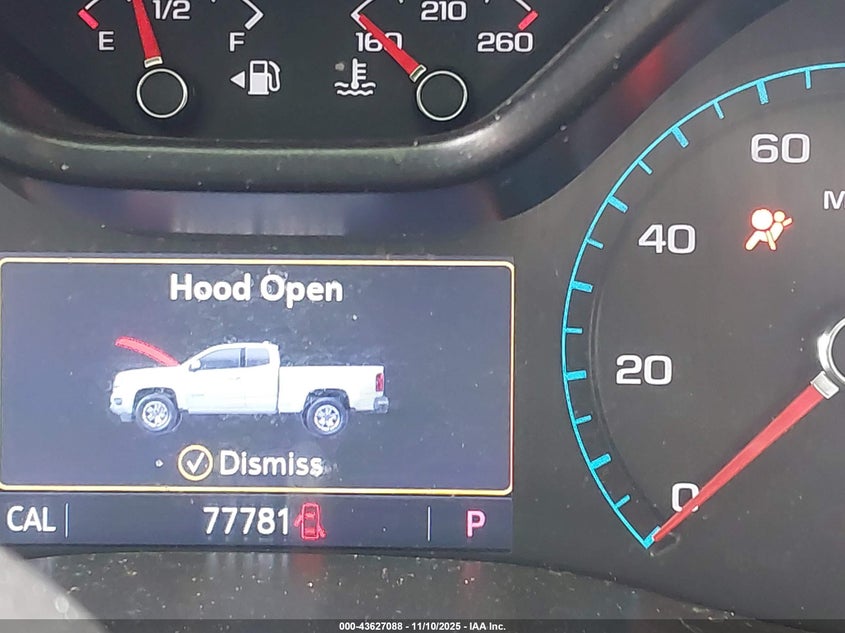 E 1/2 F
160 210 260
60
M
40
20
0
Hood Open
Dismiss
CAL 77781 P
000-43627088 - 11/10/2025 - IAA Inc.